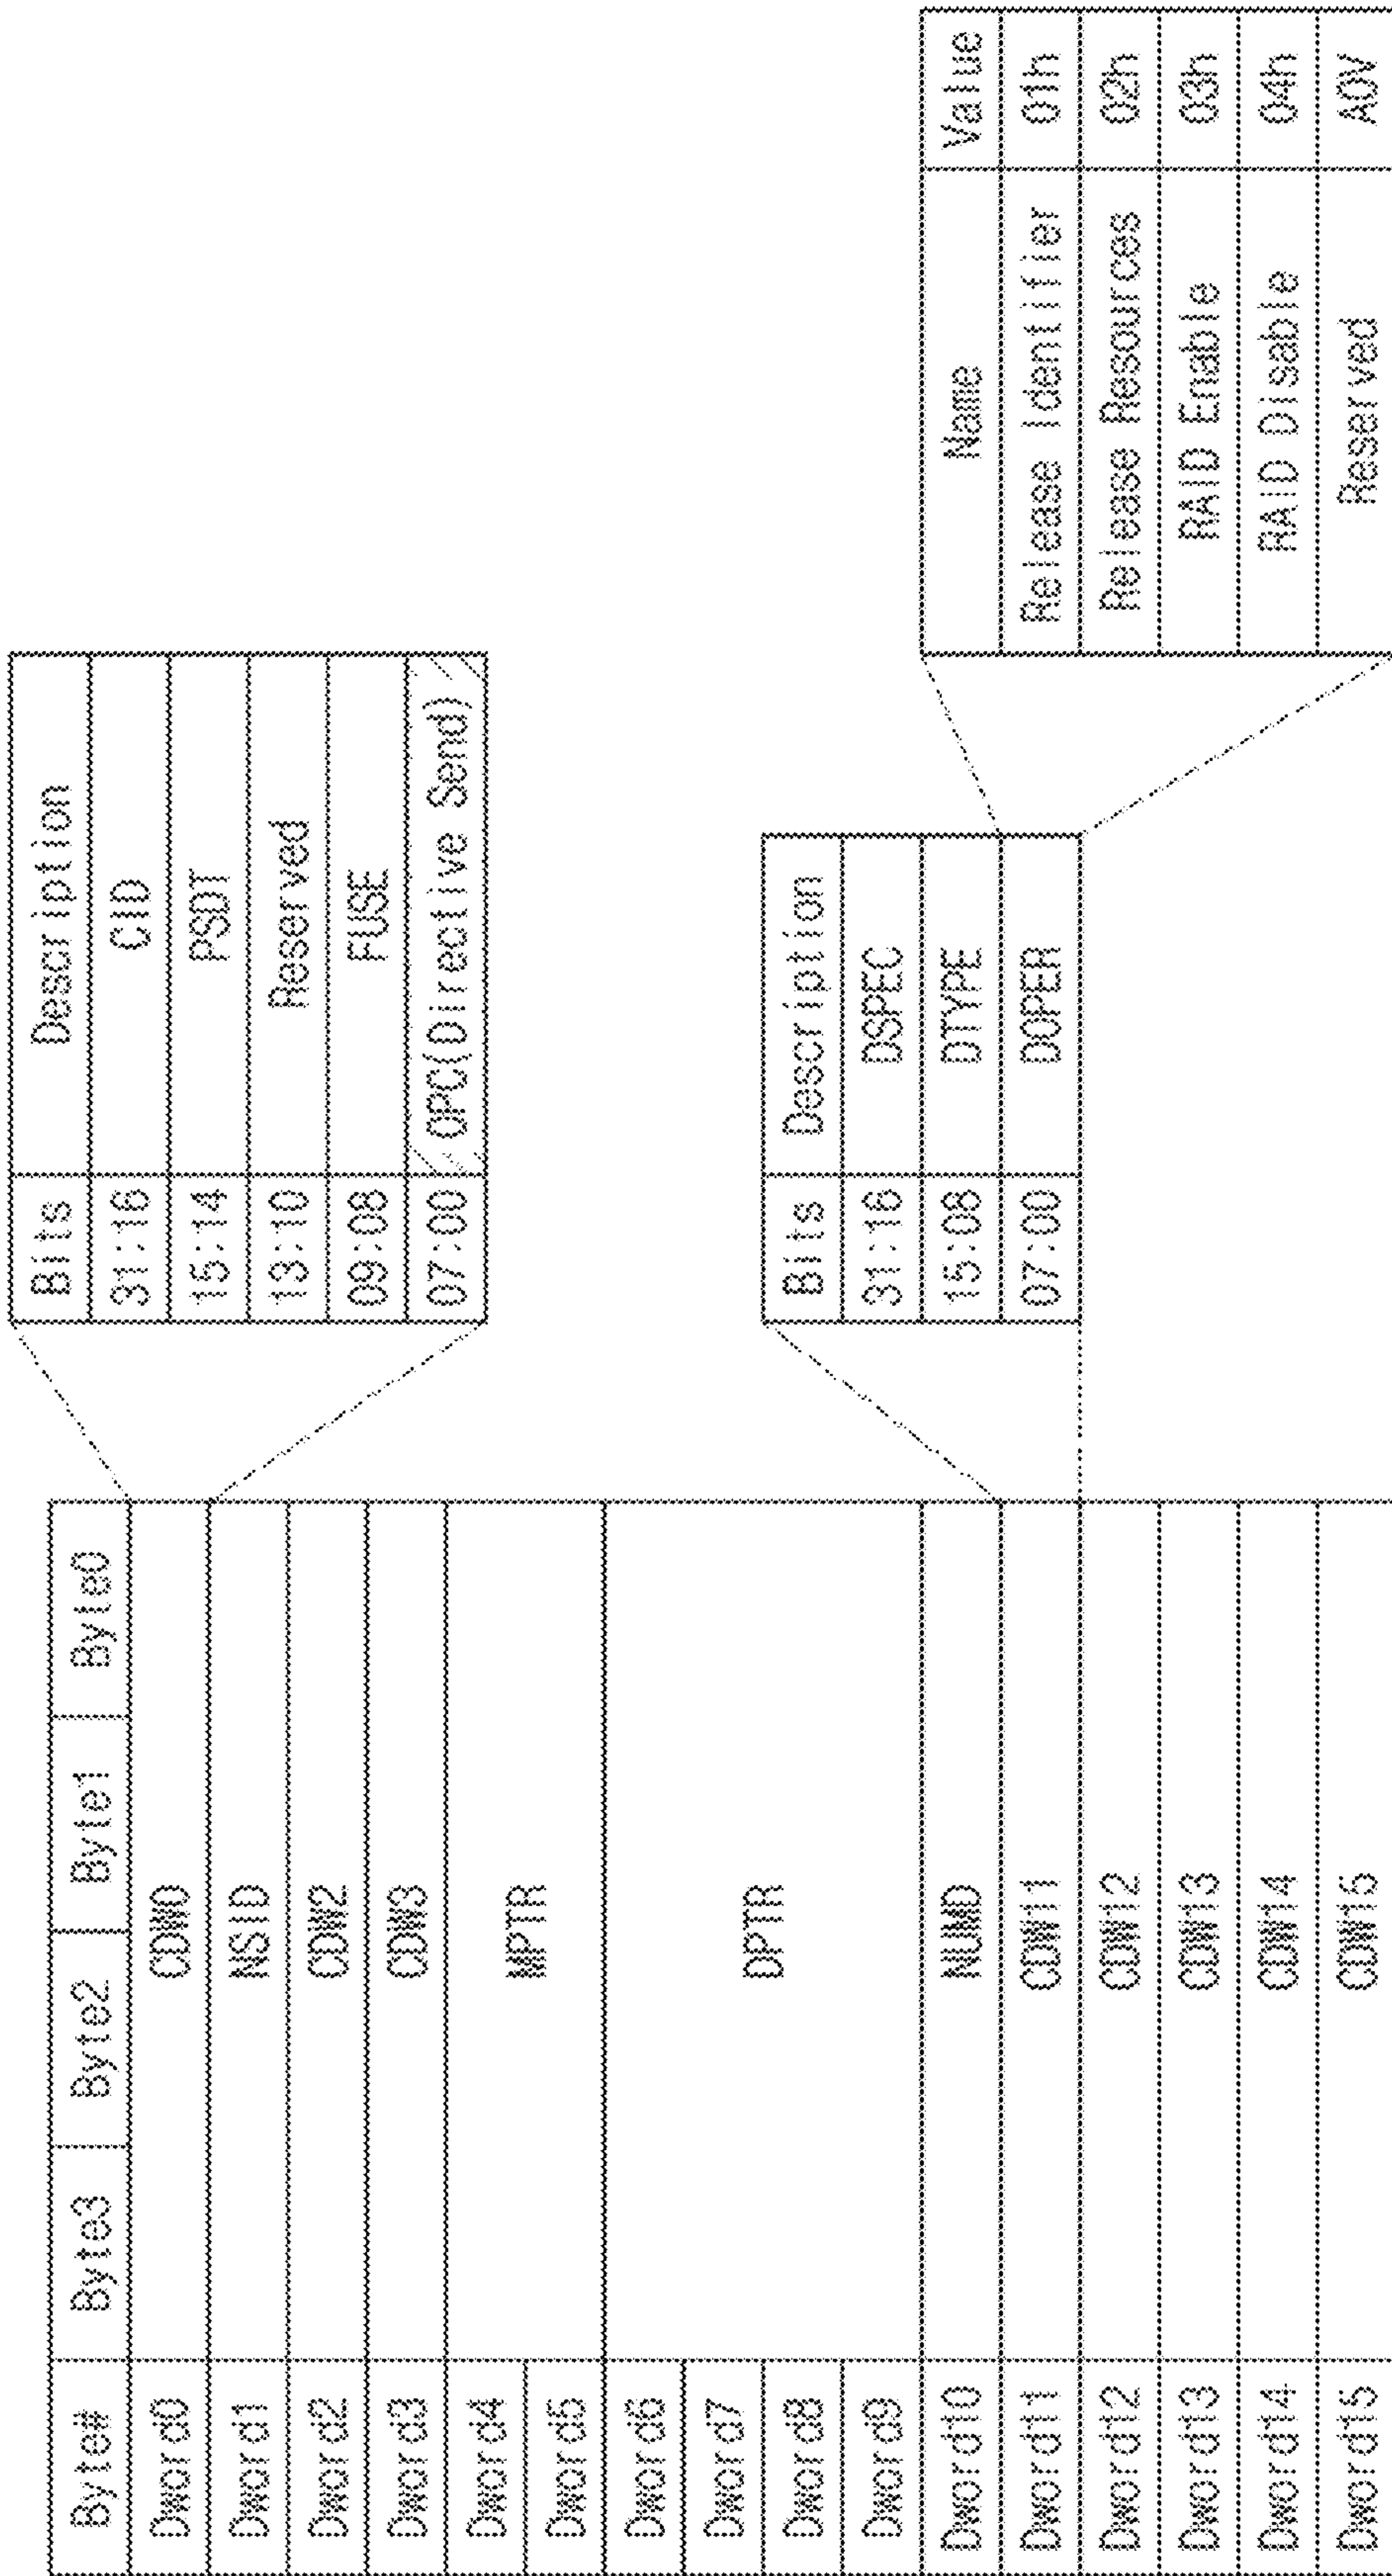 Byte# Byte3 Byte2 Byte1 Byte0
Dword0 CDW0
Dword1 NSID
Dword2 CDW2
Dword3 CDW3
Dword4 MPTR
Dword5
Dword6 DPTR
Dword7
Dword8
Dword9
Dword10 NUMD
Dword11 CDW11
Dword12 CDW12
Dword13 CDW13
Dword14 CDW14
Dword15 CDW15
Bits Description
31:16 CID
15:14 PSDT
13:10 Reserved
09:08 FUSE
07:00 OPC(Directive Send)
Bits Description
31:16 DSPEC
15:08 DTYPE
07:00 DOPER
Name Value
Release Identifier 01h
Release Resources 02h
RAID Enable 03h
RAID Disable 04h
Reserved A0V